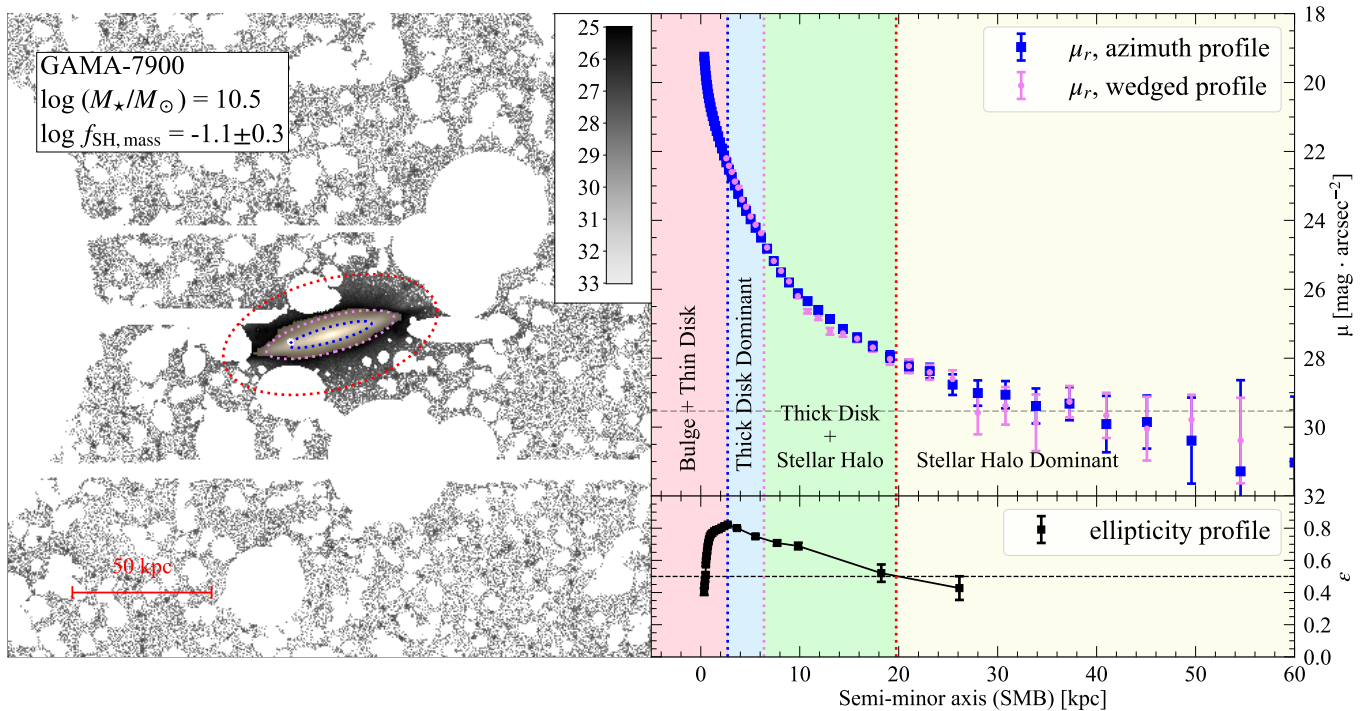 GAMA-7900
log (M★/M⊙) = 10.5
log f_SH, mass = -1.1±0.3
25
26
27
28
29
30
31
32
33
50 kpc
μ_r, azimuth profile
μ_r, wedged profile
Bulge + Thin Disk
Thick Disk Dominant
Thick Disk
+
Stellar Halo
Stellar Halo Dominant
18
20
22
24
26
28
30
32
μ [mag · arcsec⁻²]
ellipticity profile
0.8
0.6
0.4
0.2
0.0
ε
0
10
20
30
40
50
60
Semi-minor axis (SMB) [kpc]